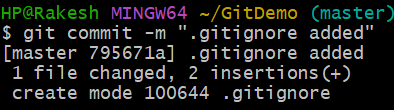 HP@Rakesh MINGW64 ~/GitDemo (master)
$ git commit -m ".gitignore added"
[master 795671a] .gitignore added
 1 file changed, 2 insertions(+)
 create mode 100644 .gitignore